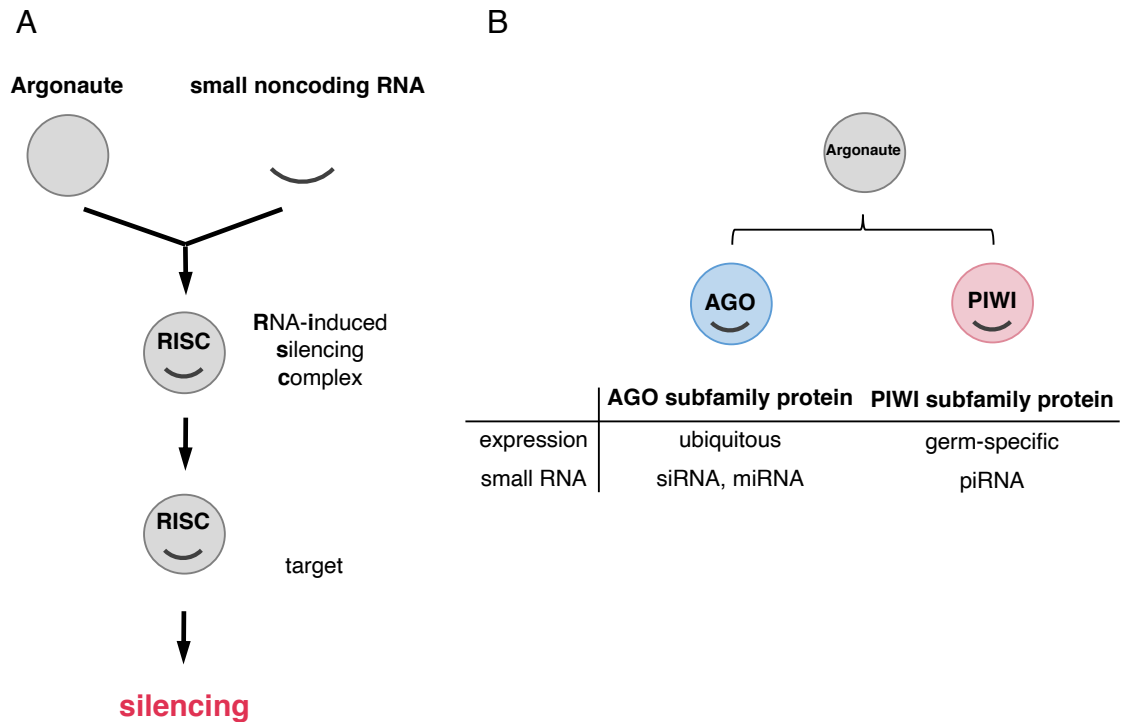 A
Argonaute
small noncoding RNA
RISC
RNA-induced
silencing
complex
RISC
target
silencing
B
Argonaute
AGO
PIWI
AGO subfamily protein PIWI subfamily protein
expression ubiquitous germ-specific
small RNA siRNA, miRNA piRNA